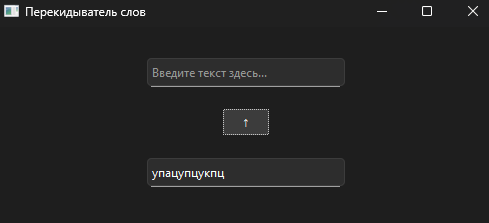 Перекидыватель слов
Введите текст здесь...
↑
упацупцукпц